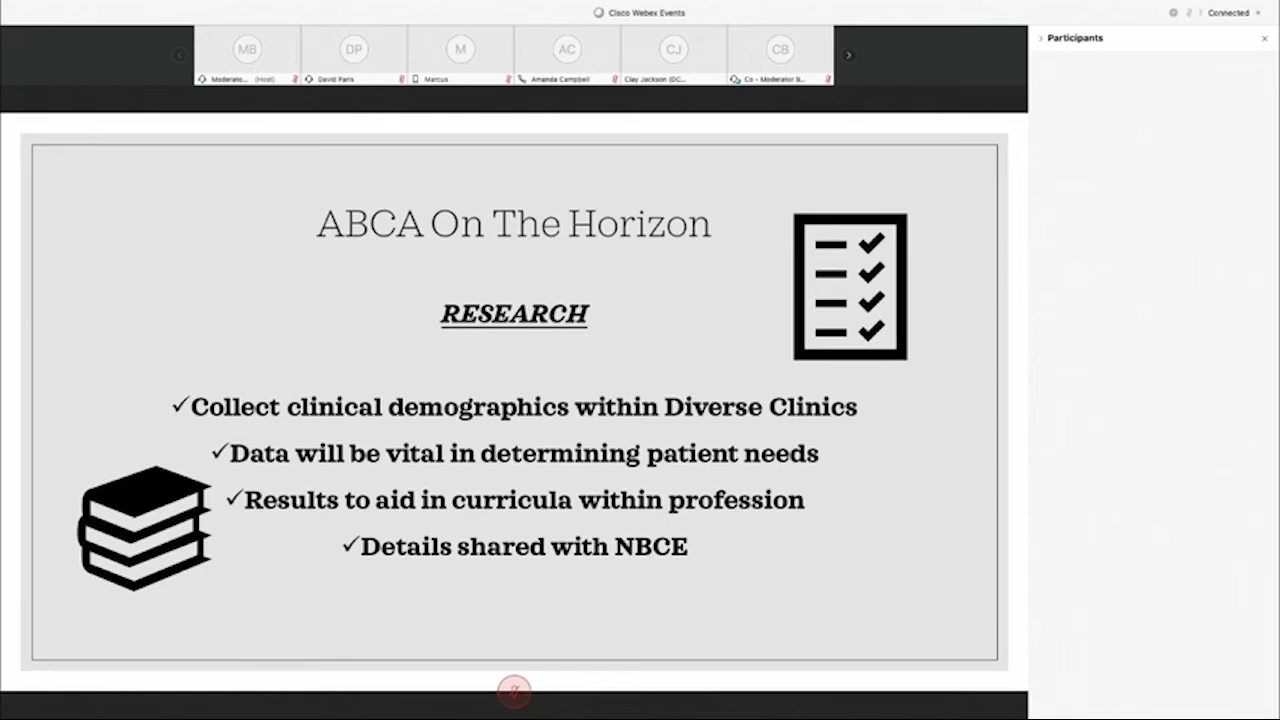 Cisco Webex Events
Connected
Participants
MB
DP
M
AC
CJ
CB
Moderato... (Host)
David Paris
Marcus
Amanda Campbell
Clay Jackson (DC...
Co - Moderator B...
ABCA On The Horizon
RESEARCH
✓Collect clinical demographics within Diverse Clinics
✓Data will be vital in determining patient needs
✓Results to aid in curricula within profession
✓Details shared with NBCE